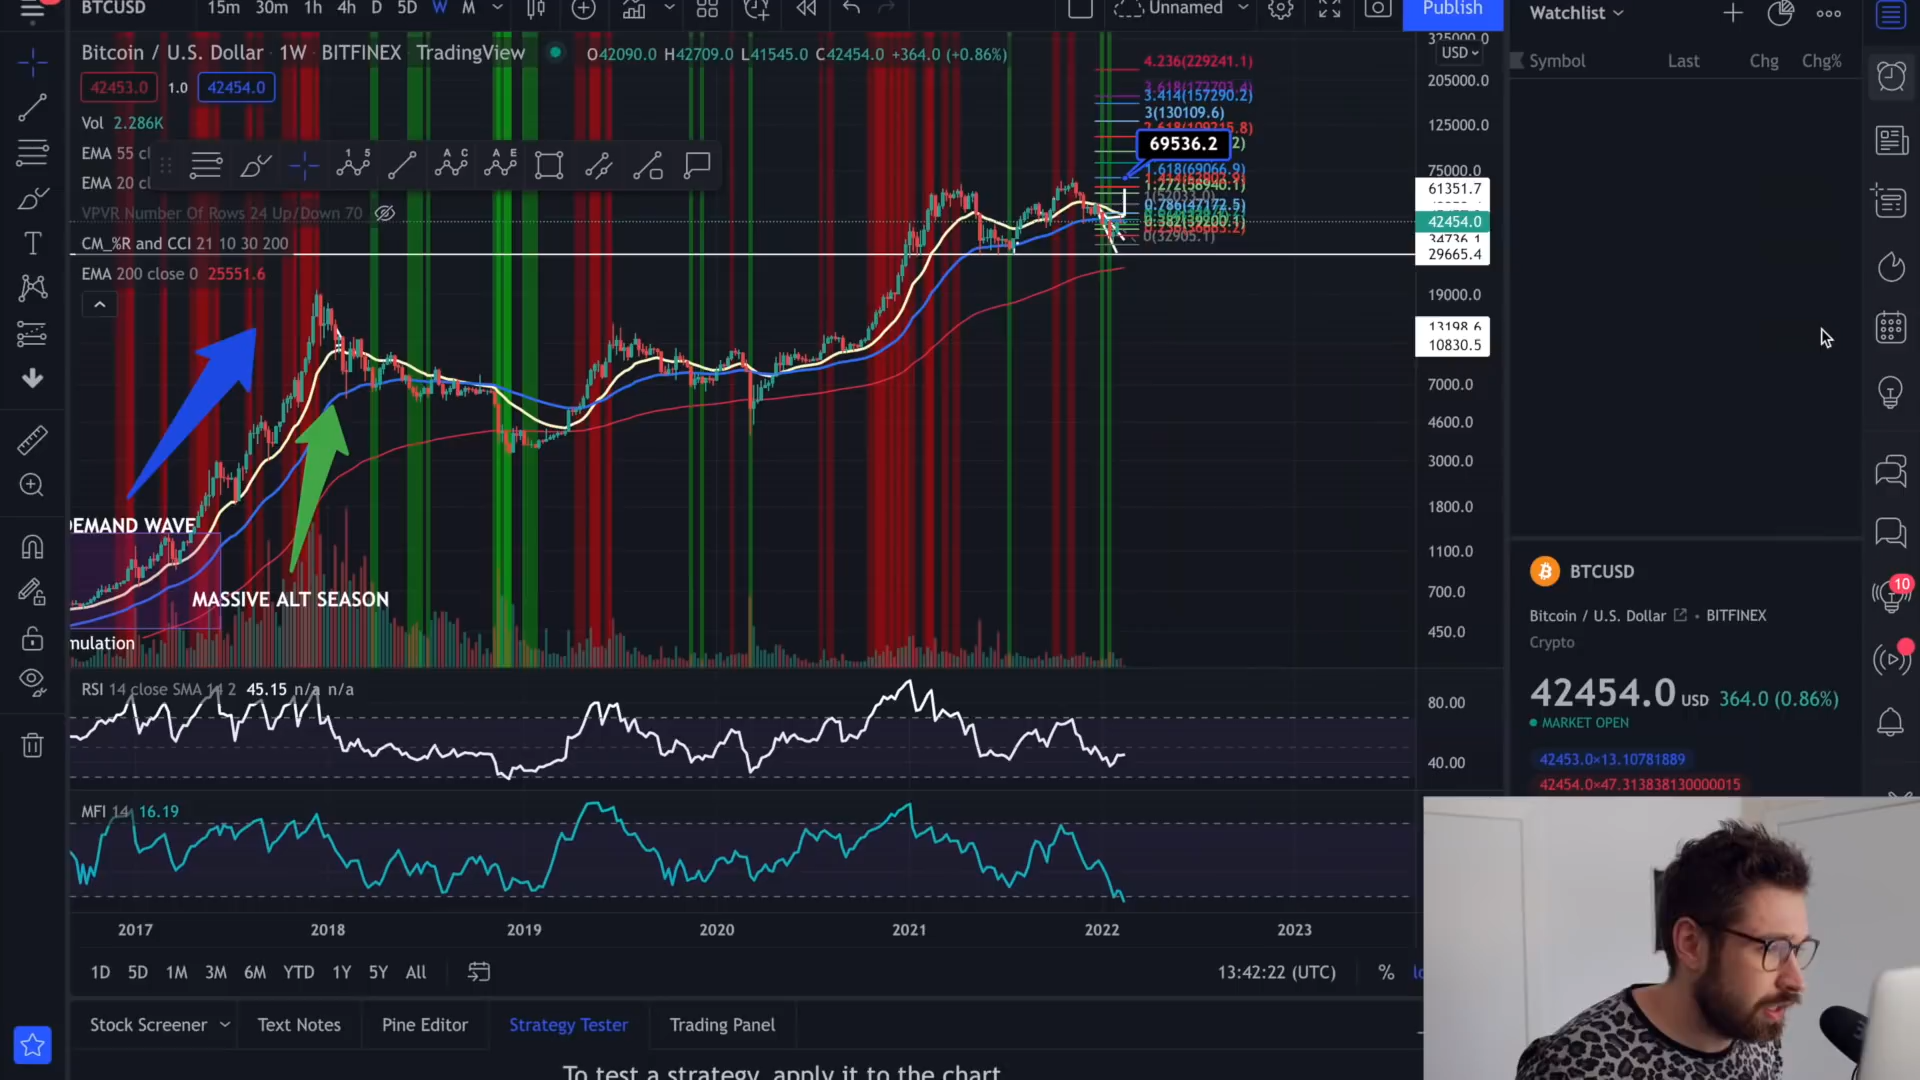 BTCUSD
15m 30m 1h 4h D 5D W M
Unnamed
Publish
Watchlist
Bitcoin / U.S. Dollar 1W BITFINEX TradingView
O42090.0 H42709.0 L41545.0 C42454.0 +364.0 (+0.86%)
42453.0 1.0 42454.0
Vol 2.286K
EMA 55 cl
EMA 20 cl
VPVR Number Of Rows 24 Up/Down 70
CM_%R and CCI 21 10 30 200
EMA 200 close 0 25551.6
4.236(229241.1)
3.414(157290.2)
3(130109.6)
2.618(109215.8)
69536.2
1.618(69066.9)
1.272(58940.1)
0.786(47172.5)
0.382(39900.1)
0(32905.1)
USD
325000.0
205000.0
125000.0
75000.0
61351.7
42454.0
34736.1
29665.4
19000.0
13198.6
10830.5
7000.0
4600.0
3000.0
1800.0
1100.0
700.0
450.0
DEMAND WAVE
MASSIVE ALT SEASON
mulation
RSI 14 close SMA 14 2 45.15 n/a n/a
80.00
40.00
MFI 14 16.19
2017 2018 2019 2020 2021 2022 2023
1D 5D 1M 3M 6M YTD 1Y 5Y All
13:42:22 (UTC) %
Stock Screener Text Notes Pine Editor Strategy Tester Trading Panel
To test a strategy, apply it to the chart
Symbol Last Chg Chg%
BTCUSD
Bitcoin / U.S. Dollar • BITFINEX
Crypto
42454.0 USD 364.0 (0.86%)
MARKET OPEN
42453.0×13.10781889
42454.0×47.313838130000015
10